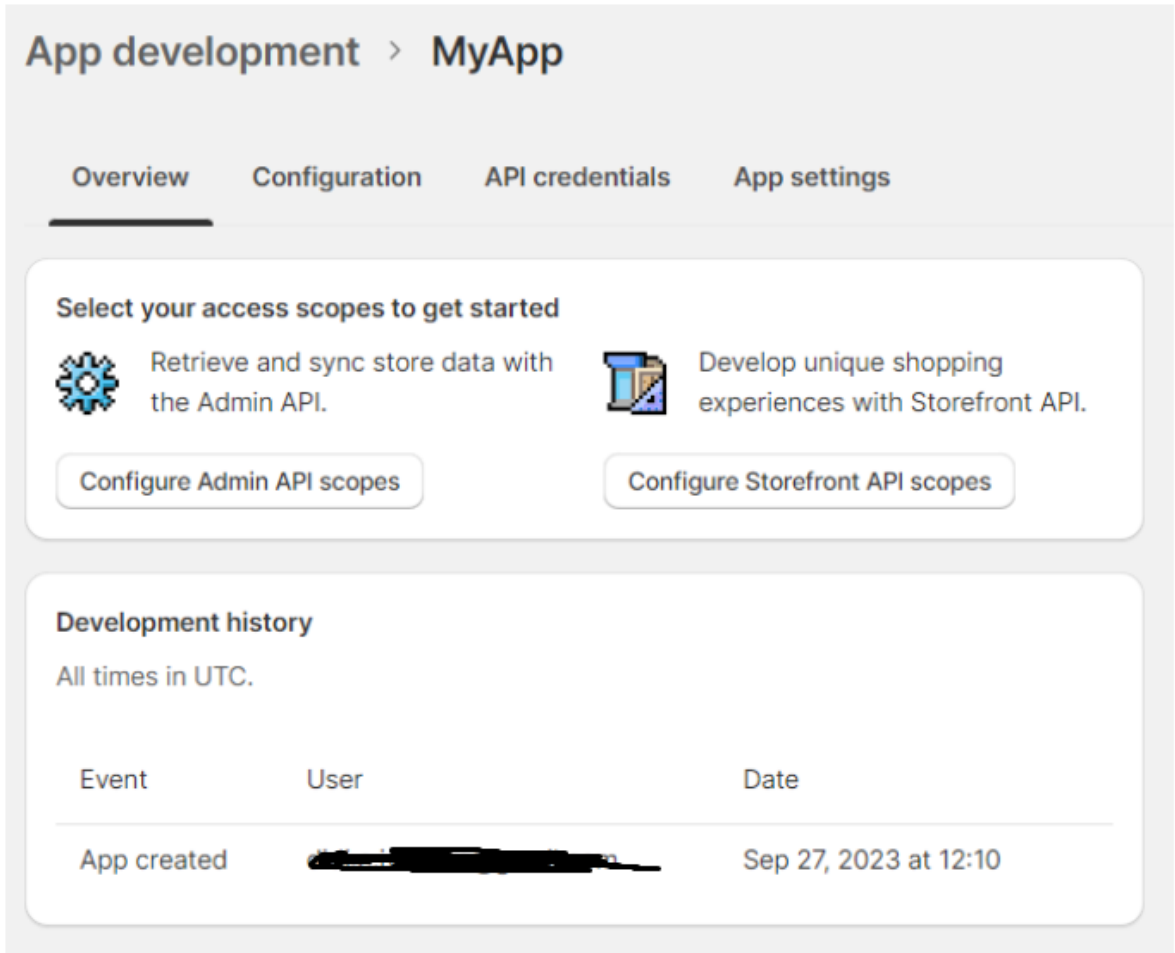 App development > MyApp
Overview Configuration API credentials App settings
Select your access scopes to get started
Retrieve and sync store data with
the Admin API.
Configure Admin API scopes
Develop unique shopping
experiences with Storefront API.
Configure Storefront API scopes
Development history
All times in UTC.
Event User Date
App created Sep 27, 2023 at 12:10